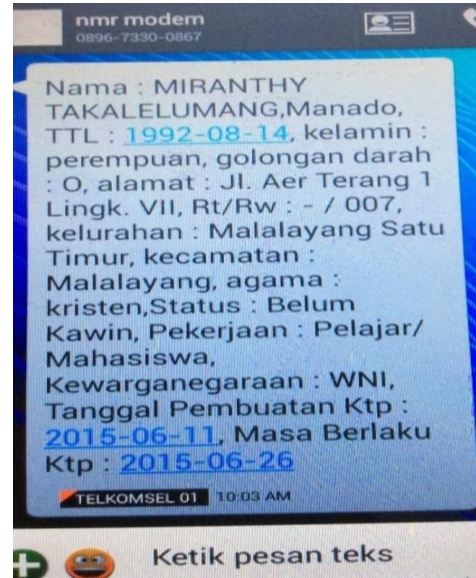 nmr modem
0896-7330-0867
Nama : MIRANTHY
TAKALELUMANG,Manado,
TTL : 1992-08-14, kelamin :
perempuan, golongan darah
: O, alamat : Jl. Aer Terang 1
Lingk. VII, Rt/Rw : - / 007,
kelurahan : Malalayang Satu
Timur, kecamatan :
Malalayang, agama :
kristen,Status : Belum
Kawin, Pekerjaan : Pelajar/
Mahasiswa,
Kewarganegaraan : WNI,
Tanggal Pembuatan Ktp :
2015-06-11, Masa Berlaku
Ktp : 2015-06-26
TELKOMSEL 01 10:03 AM
Ketik pesan teks